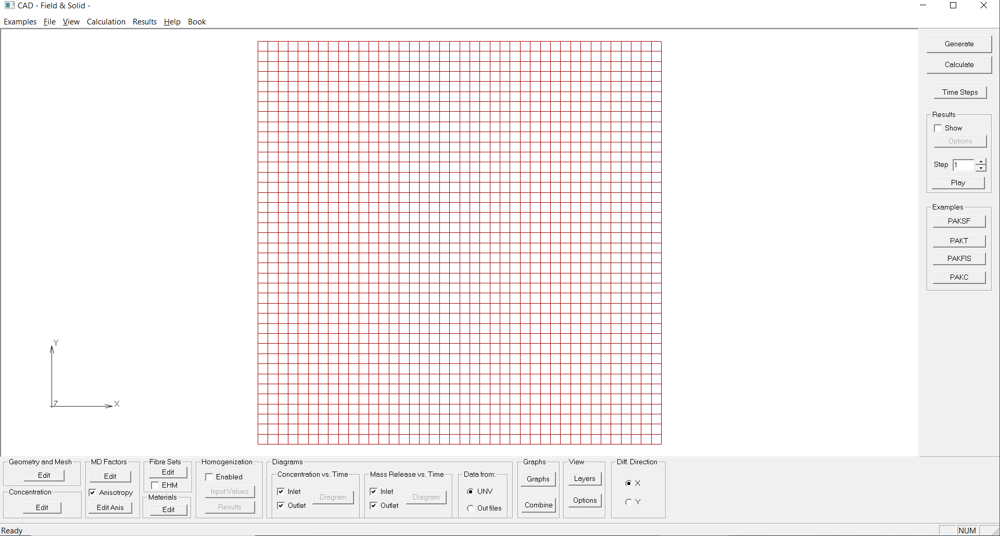 CAD - Field & Solid -
Examples File View Calculation Results Help Book
Generate
Calculate
Time Steps
Results
Show
Options
Step 1
Play
Examples
PAKSF
PAKT
PAKFIS
PAKC
Y
Z X
Geometry and Mesh
Edit
Concentration
Edit
MD Factors
Edit
Anisotropy
Edit Anis
Fibre Sets
Edit
EHM
Materials
Edit
Homogenization
Enabled
Input Values
Results
Diagrams
Concentration vs. Time
Inlet
Outlet
Diagram
Mass Release vs. Time
Inlet
Outlet
Diagram
Data from:
UNV
Out files
Graphs
Graphs
Combine
View
Layers
Options
Diff. Direction
X
Y
Ready
NUM